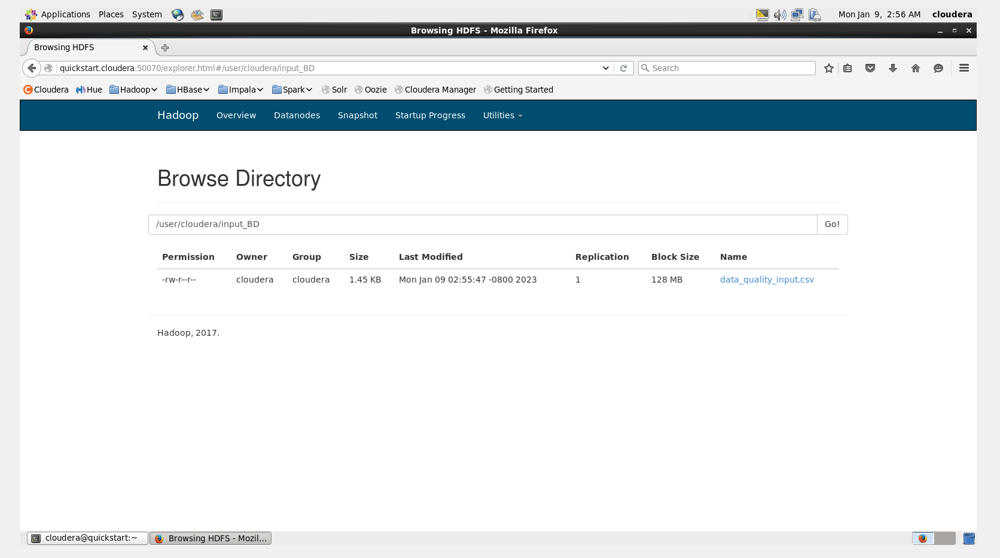 Applications Places System Mon Jan 9, 2:56 AM cloudera
Browsing HDFS - Mozilla Firefox
Browsing HDFS
quickstart.cloudera:50070/explorer.html#/user/cloudera/input_BD Search
Cloudera Hue Hadoop HBase Impala Spark Solr Oozie Cloudera Manager Getting Started
Hadoop Overview Datanodes Snapshot Startup Progress Utilities
Browse Directory
/user/cloudera/input_BD Go!
Permission Owner Group Size Last Modified Replication Block Size Name
-rw-r--r-- cloudera cloudera 1.45 KB Mon Jan 09 02:55:47 -0800 2023 1 128 MB data_quality_input.csv
Hadoop, 2017.
cloudera@quickstart:~ Browsing HDFS - Mozil...